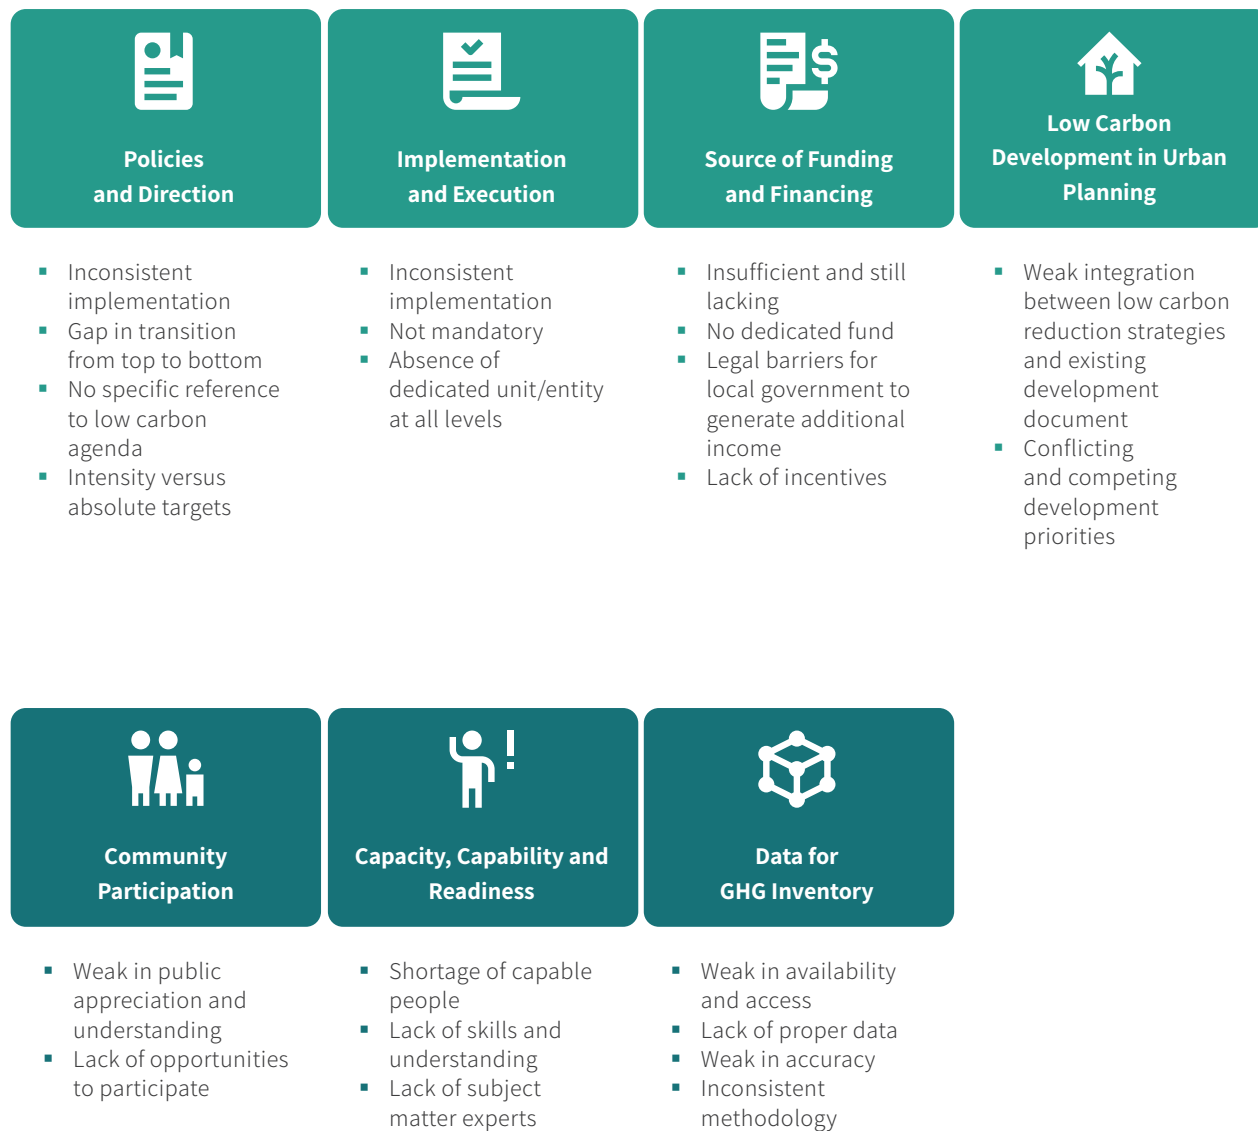 Policies
and Direction
Inconsistent
implementation
Gap in transition
from top to bottom
No specific reference
to low carbon
agenda
Intensity versus
absolute targets
Implementation
and Execution
Inconsistent
implementation
Not mandatory
Absence of
dedicated unit/entity
at all levels
Source of Funding
and Financing
Insufficient and still
lacking
No dedicated fund
Legal barriers for
local government to
generate additional
income
Lack of incentives
Low Carbon
Development in Urban
Planning
Weak integration
between low carbon
reduction strategies
and existing
development
document
Conflicting
and competing
development
priorities
Community
Participation
Weak in public
appreciation and
understanding
Lack of opportunities
to participate
Capacity, Capability and
Readiness
Shortage of capable
people
Lack of skills and
understanding
Lack of subject
matter experts
Data for
GHG Inventory
Weak in availability
and access
Lack of proper data
Weak in accuracy
Inconsistent
methodology